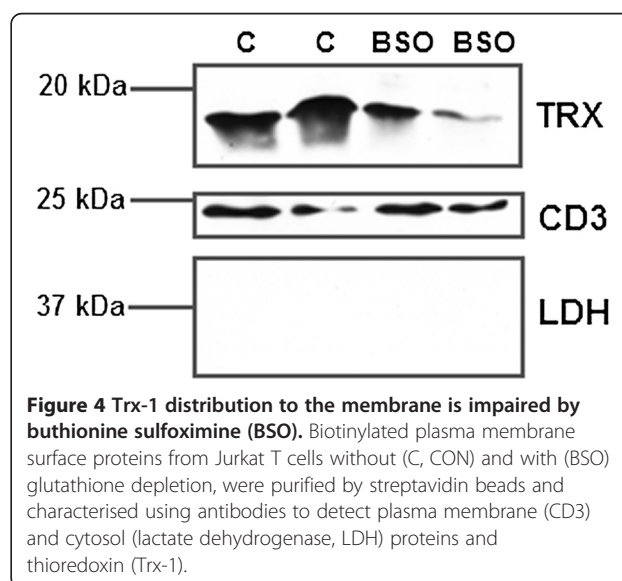 C C BSO BSO
20 kDa
TRX
25 kDa
CD3
37 kDa
LDH
Figure 4 Trx-1 distribution to the membrane is impaired by
buthionine sulfoximine (BSO). Biotinylated plasma membrane
surface proteins from Jurkat T cells without (C, CON) and with (BSO)
glutathione depletion, were purified by streptavidin beads and
characterised using antibodies to detect plasma membrane (CD3)
and cytosol (lactate dehydrogenase, LDH) proteins and
thioredoxin (Trx-1).